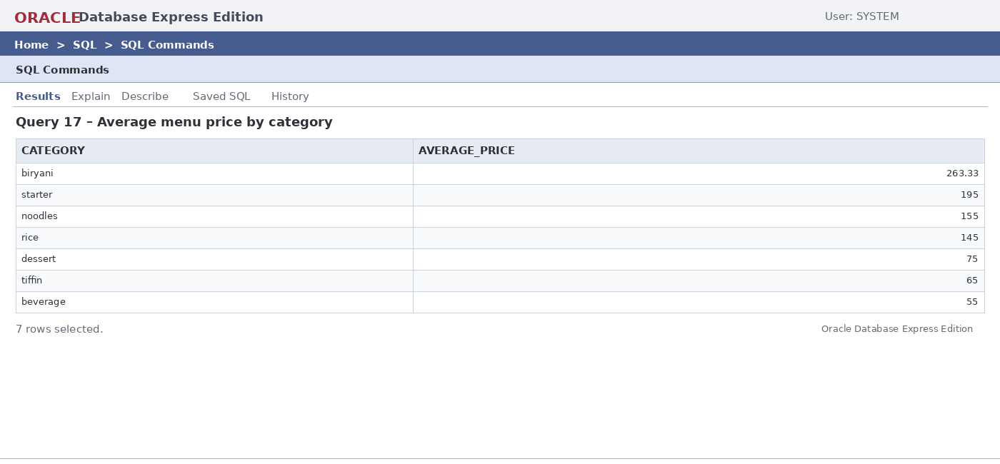 ORACLE Database Express Edition User: SYSTEM
Home > SQL > SQL Commands
SQL Commands
Results Explain Describe Saved SQL History
Query 17 – Average menu price by category
CATEGORY AVERAGE_PRICE
biryani 263.33
starter 195
noodles 155
rice 145
dessert 75
tiffin 65
beverage 55
7 rows selected. Oracle Database Express Edition